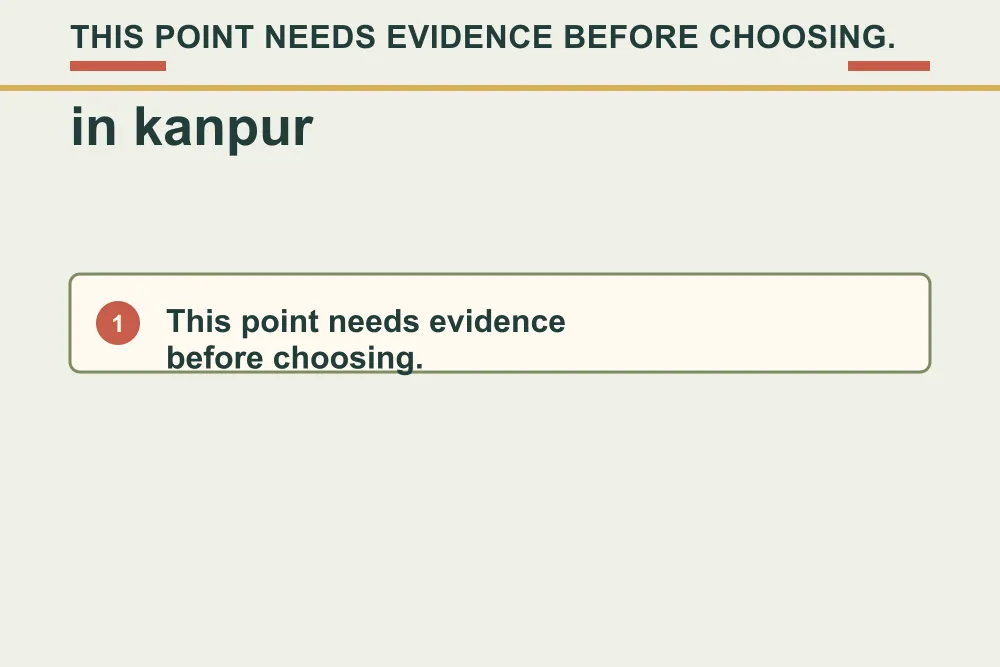 THIS POINT NEEDS EVIDENCE BEFORE CHOOSING.
in kanpur
1
This point needs evidence
before choosing.